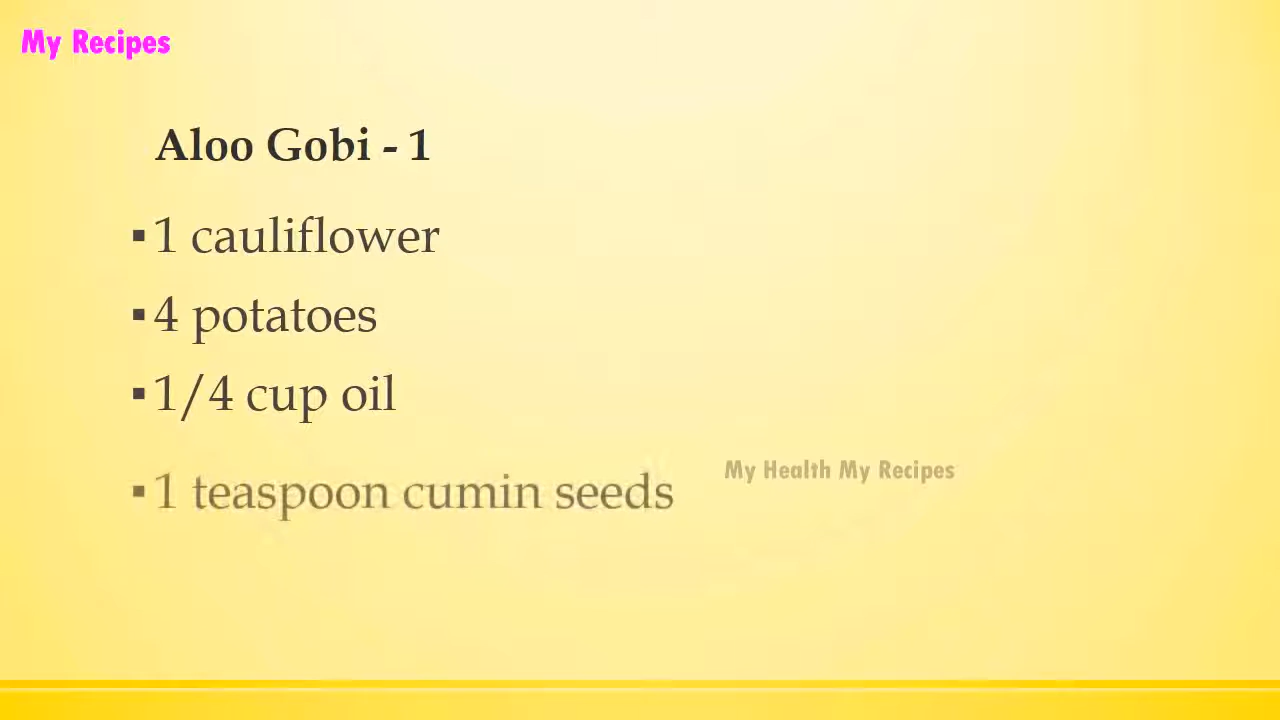 My Recipes
Aloo Gobi - 1
▪1 cauliflower
▪4 potatoes
▪1/4 cup oil
▪1 teaspoon cumin seeds
My Health My Recipes